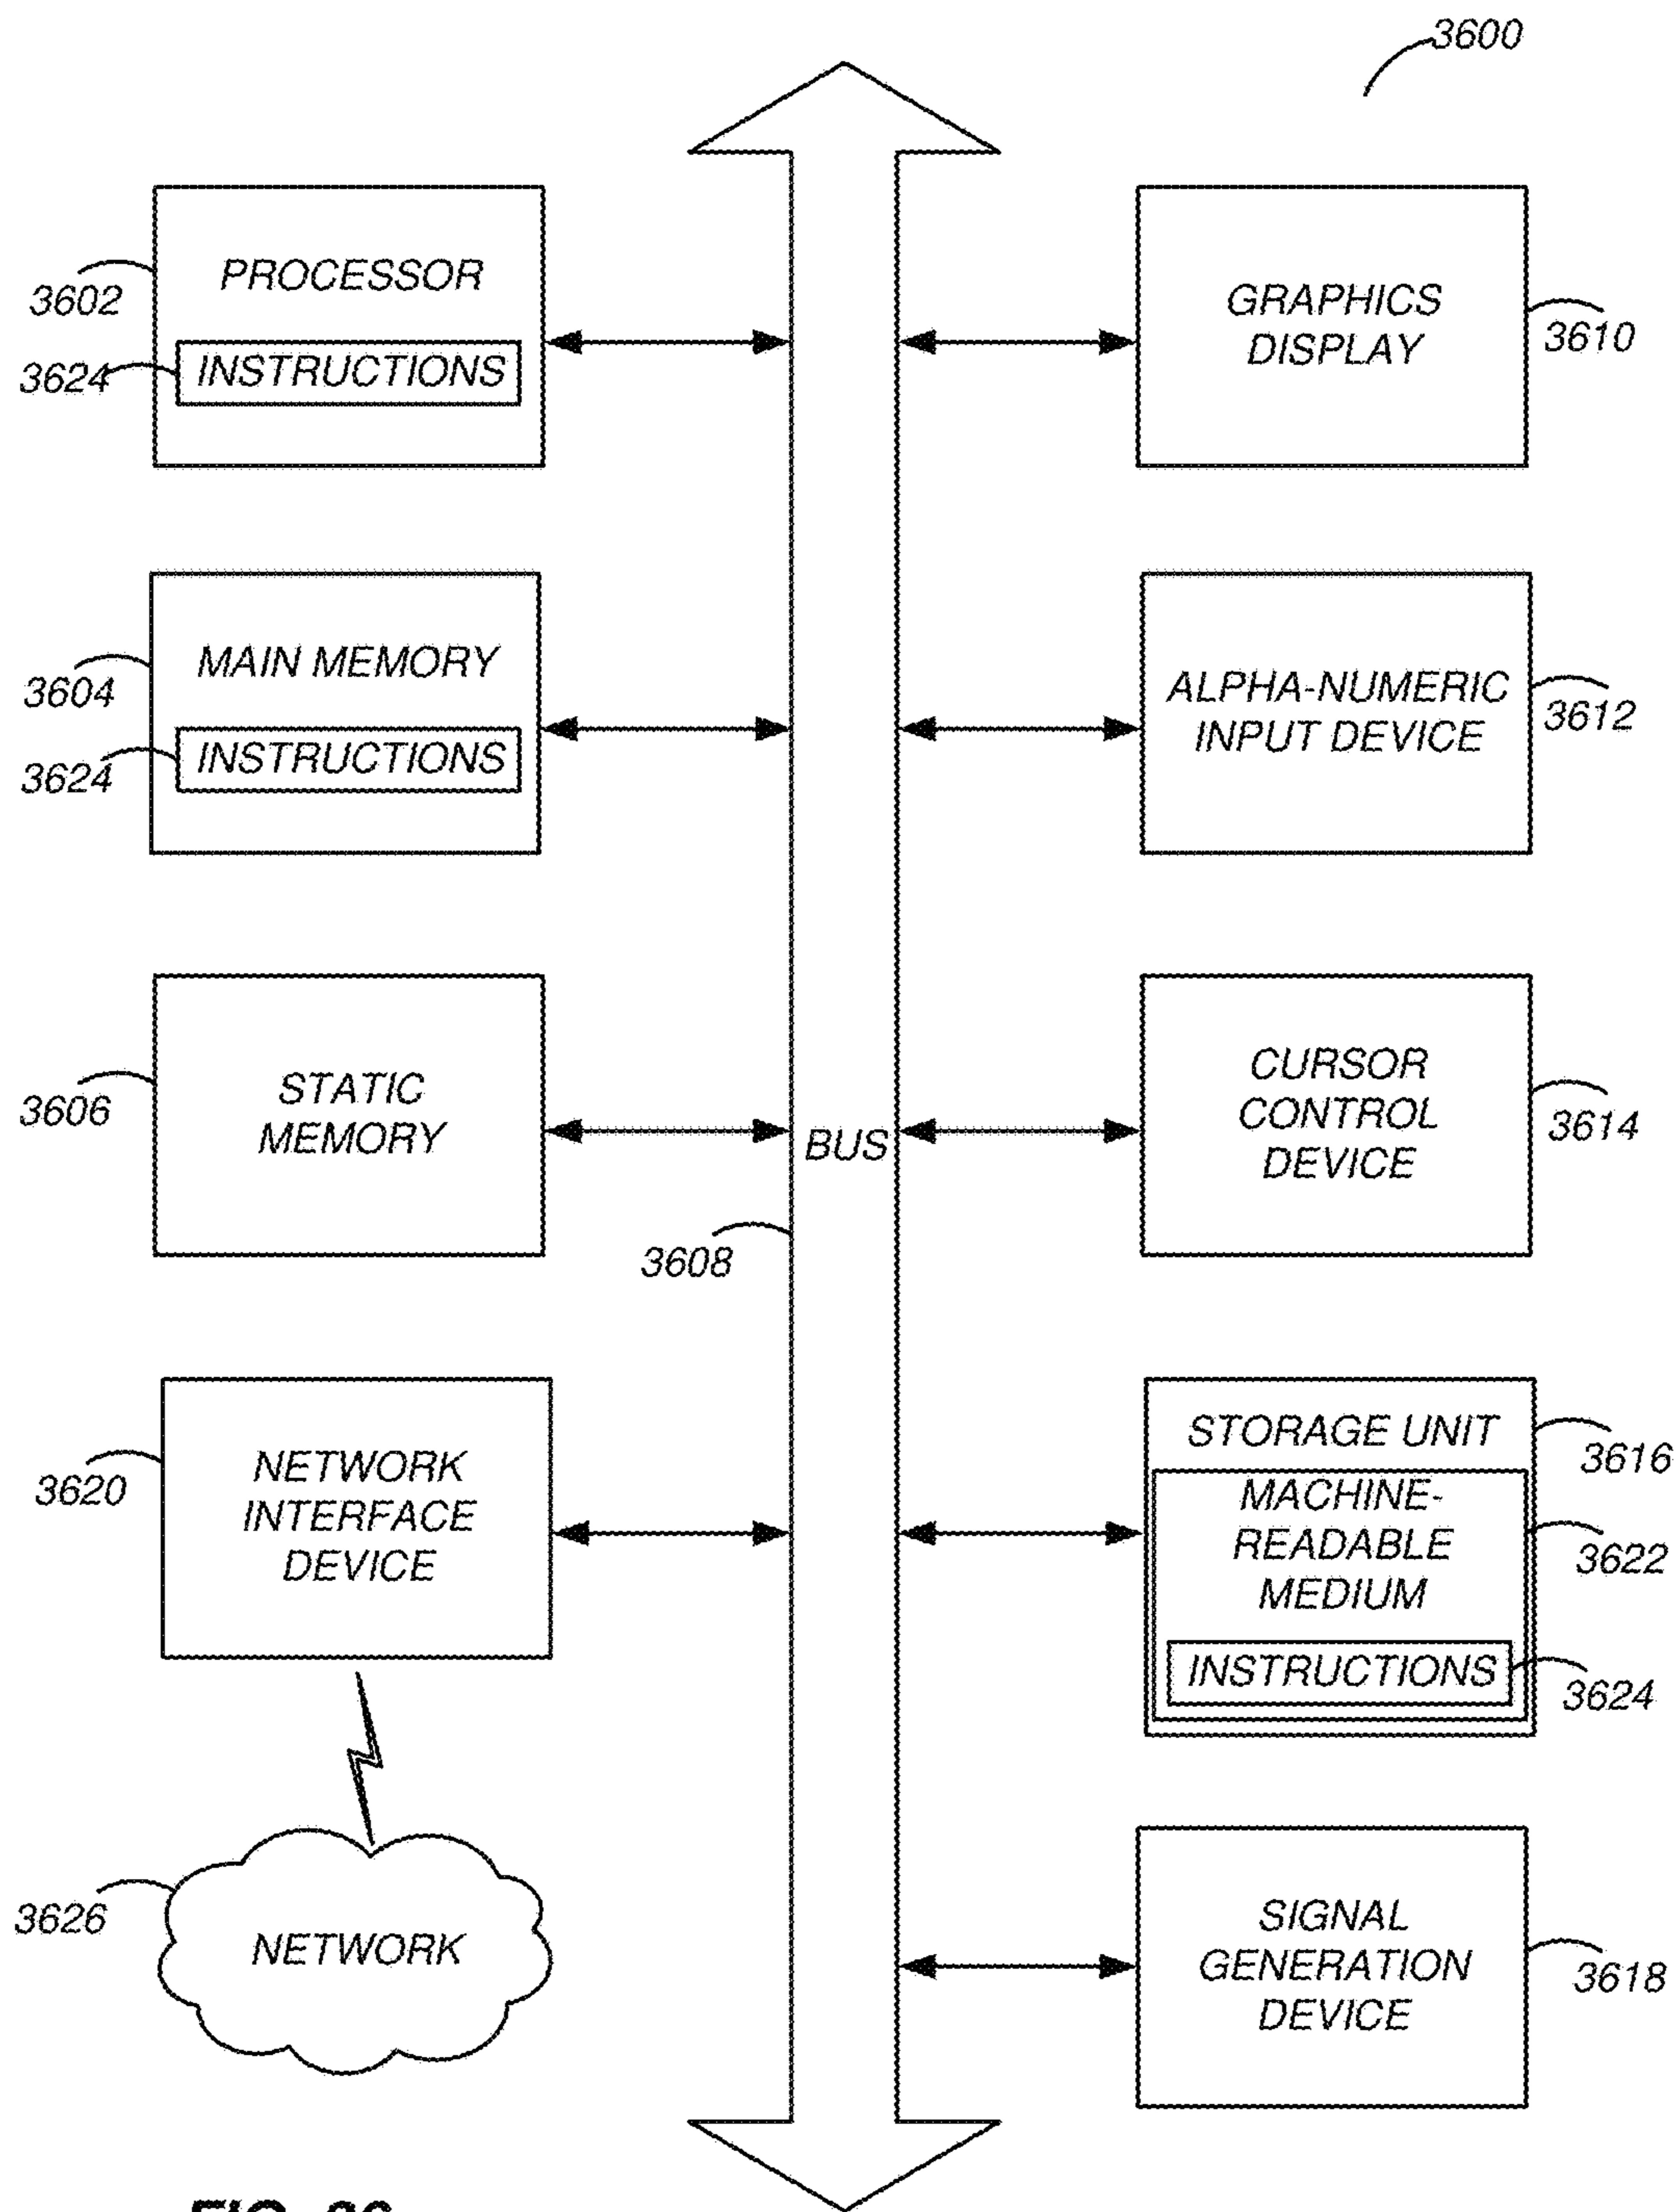 3600
PROCESSOR
3602
3624
INSTRUCTIONS
GRAPHICS
DISPLAY
3610
MAIN MEMORY
3604
3624
INSTRUCTIONS
ALPHA-NUMERIC
INPUT DEVICE
3612
STATIC
MEMORY
3606
BUS
3608
CURSOR
CONTROL
DEVICE
3614
NETWORK
INTERFACE
DEVICE
3620
STORAGE UNIT
3616
MACHINE-
READABLE
MEDIUM
3622
INSTRUCTIONS
3624
3626
NETWORK
SIGNAL
GENERATION
DEVICE
3618